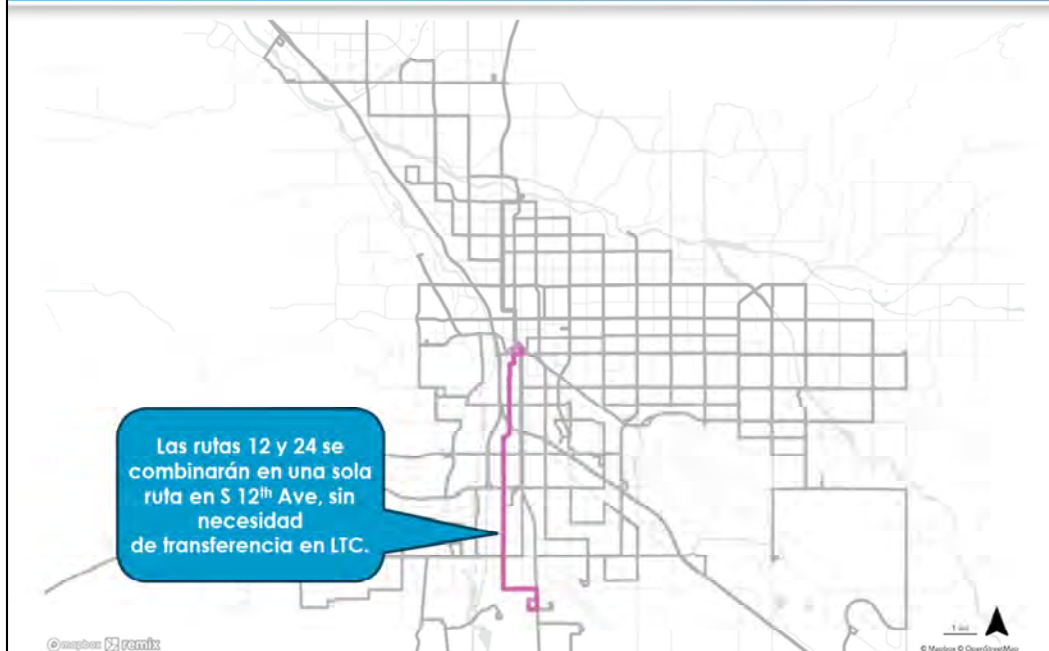 Las rutas 12 y 24 se
combinarán en una sola
ruta en S 12th Ave, sin
necesidad
de transferencia en LTC.
mapbox remix
1 mi
© Mapbox © OpenStreetMap